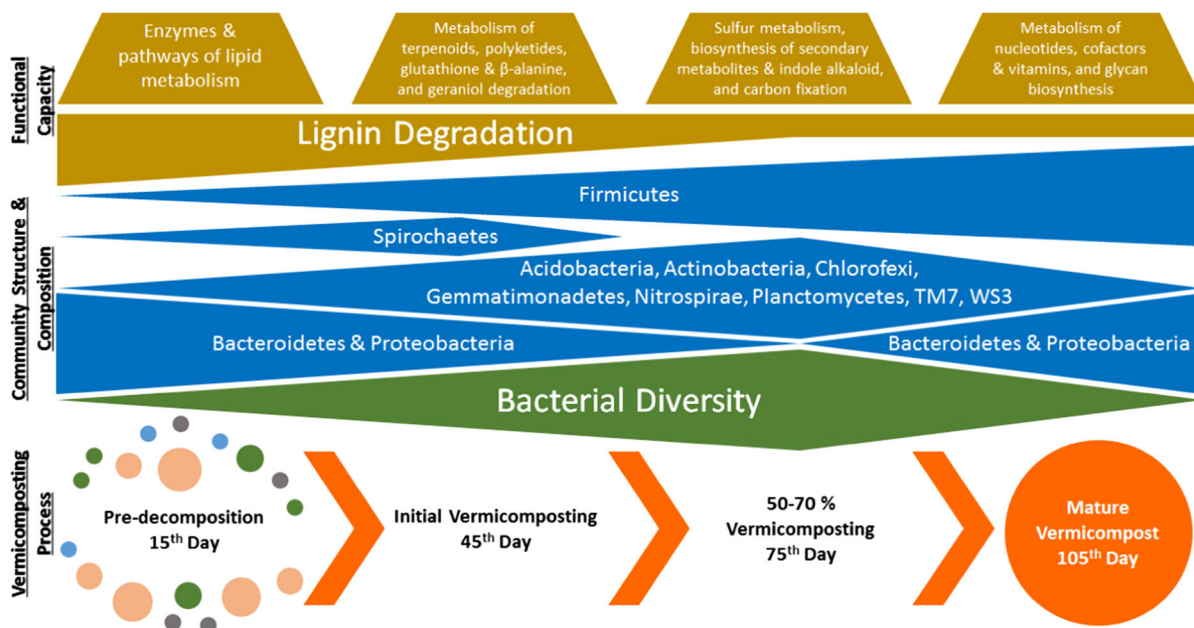 Functional
Capacity
Enzymes &
pathways of lipid
metabolism
Metabolism of
terpenoids, polyketides,
glutathione & β-alanine,
and geraniol degradation
Sulfur metabolism,
biosynthesis of secondary
metabolites & indole alkaloid,
and carbon fixation
Metabolism of
nucleotides, cofactors
& vitamins, and glycan
biosynthesis
Lignin Degradation
Community Structure &
Composition
Firmicutes
Spirochaetes
Acidobacteria, Actinobacteria, Chlorofexi,
Gemmatimonadetes, Nitrospirae, Planctomycetes, TM7, WS3
Bacteroidetes & Proteobacteria
Bacteroidetes & Proteobacteria
Bacterial Diversity
Vermicomposting
Process
Pre-decomposition
15th Day
Initial Vermicomposting
45th Day
50-70 %
Vermicomposting
75th Day
Mature
Vermicompost
105th Day